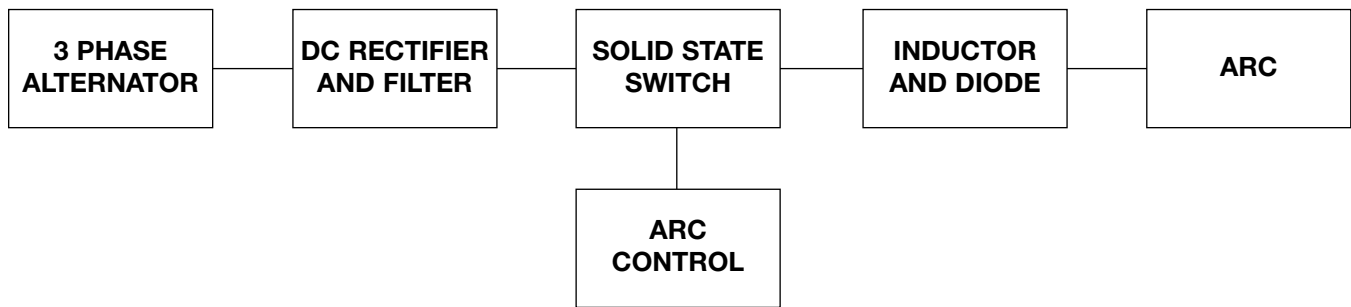 3 PHASE
ALTERNATOR
DC RECTIFIER
AND FILTER
SOLID STATE
SWITCH
INDUCTOR
AND DIODE
ARC
ARC
CONTROL